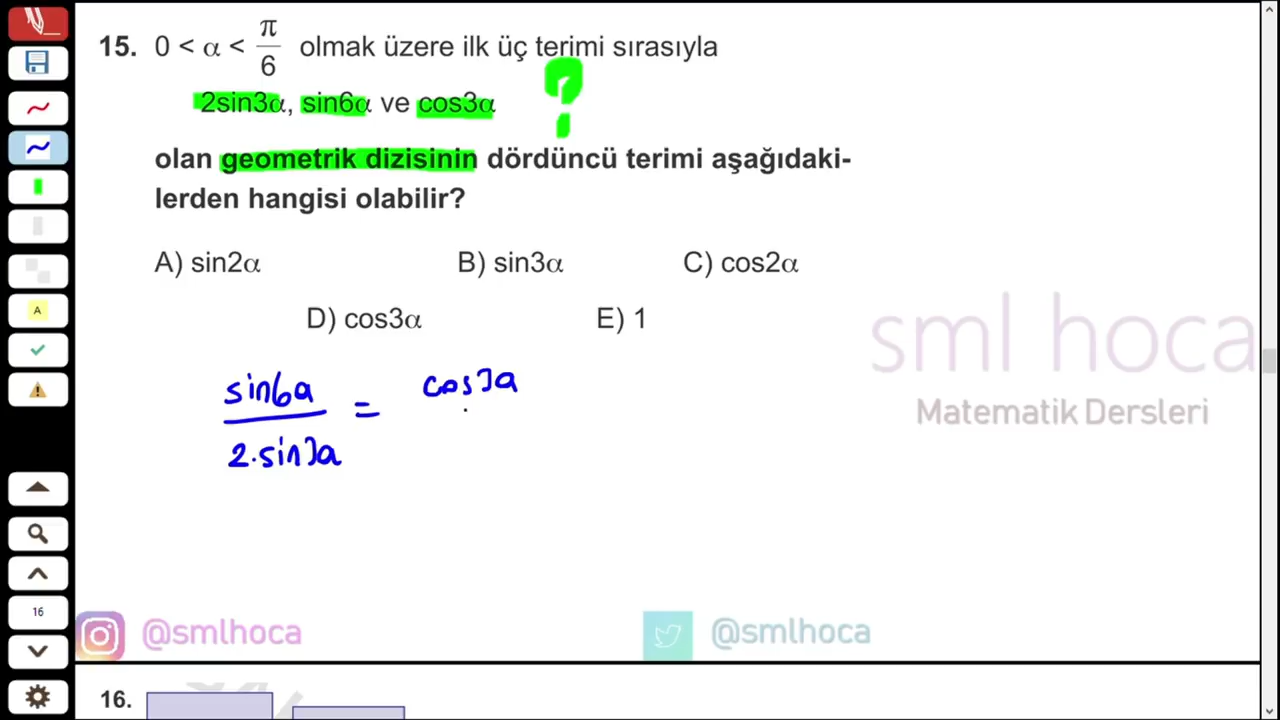 15. 0 < α < π/6 olmak üzere ilk üç terimi sırasıyla
2sin3α, sin6α ve cos3α ?
olan geometrik dizisinin dördüncü terimi aşağıdaki-
lerden hangisi olabilir?
A) sin2α B) sin3α C) cos2α
D) cos3α E) 1
sml hoca
Matematik Dersleri
sin6a / 2.sin3a = cos3a
A
16
@smlhoca @smlhoca
16.